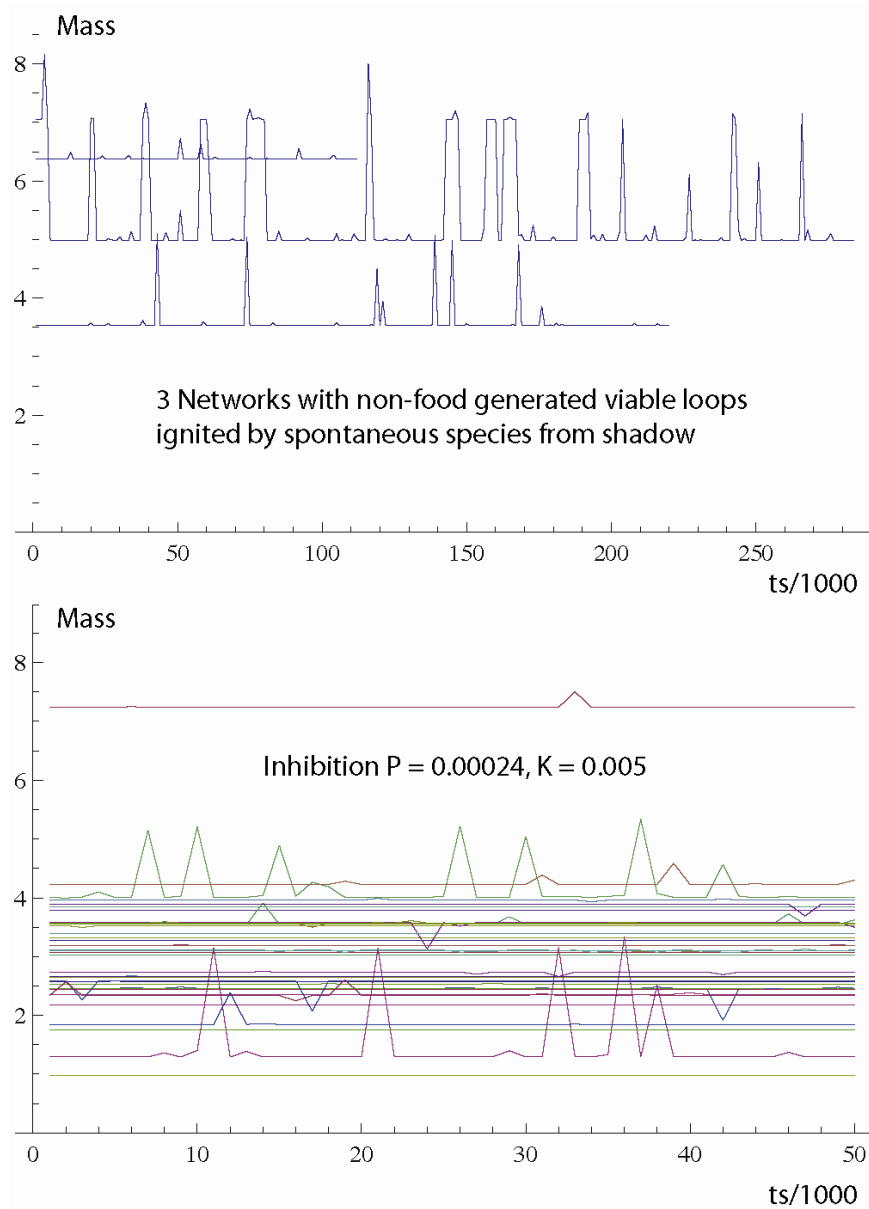 Mass
8
6
4
2
3 Networks with non-food generated viable loops
ignited by spontaneous species from shadow
0 50 100 150 200 250
ts/1000
Mass
8
6
Inhibition P = 0.00024, K = 0.005
4
2
0 10 20 30 40 50
ts/1000